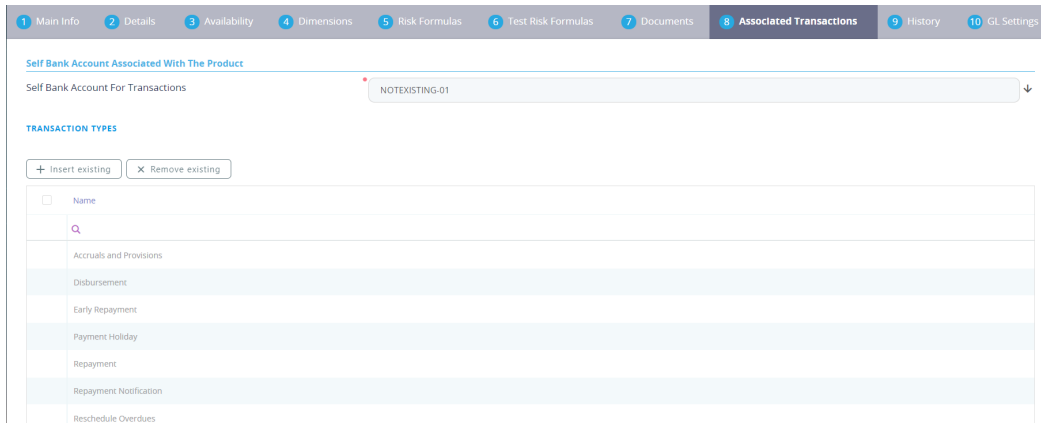 1 Main Info 2 Details 3 Availability 4 Dimensions 5 Risk Formulas 6 Test Risk Formulas 7 Documents 8 Associated Transactions 9 History 10 GL Settings
Self Bank Account Associated With The Product
Self Bank Account For Transactions NOTEXISTING-01
TRANSACTION TYPES
+ Insert existing × Remove existing
Name
Accruals and Provisions
Disbursement
Early Repayment
Payment Holiday
Repayment
Repayment Notification
Reschedule Overdues